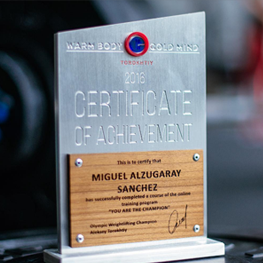 WARM BODY COLD MIND
TOROKHTIY
2018
CERTIFICATE
OF ACHIEVEMENT
This is to certify that
MIGUEL ALZUGARAY
SANCHEZ
has successfully completed a course of the online
training program
"YOU ARE THE CHAMPION"
Olympic Weightlifting Champion
Aleksey Torokhtiy